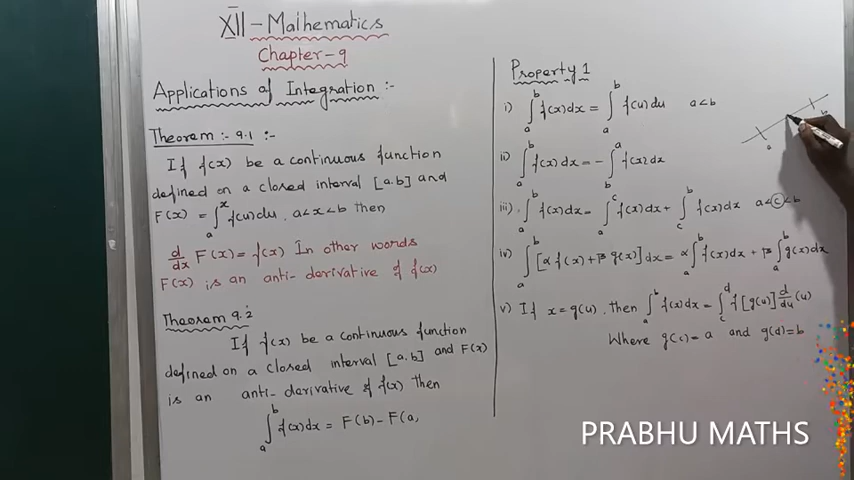 XII - Mathematics
Chapter-9
Applications of Integration :-
Theorem :- 9.1 :-
If f(x) be a continuous function
defined on a closed interval [a.b] and
F(x) = ∫ₐˣ f(u)du, a<x<b then
d/dx F(x) = f(x) In other words
F(x) is an anti-derivative of f(x)
Theorem 9.2
If f(x) be a continuous function
defined on a closed interval [a.b] and F(x)
is an anti-derivative of f(x) then
∫ₐᵇ f(x)dx = F(b) - F(a,
Property 1
i) ∫ₐᵇ f(x)dx = ∫ₐᵇ f(u)du a<b
ii) ∫ₐᵇ f(x)dx = -∫_b^a f(x)dx
iii) ∫ₐᵇ f(x)dx = ∫ₐᶜ f(x)dx + ∫_c^b f(x)dx a<c<b
iv) ∫ₐᵇ [α f(x)+β g(x)]dx = α∫ₐᵇ f(x)dx + β∫ₐᵇ g(x)dx
v) If x = g(u), then ∫ₐᵇ f(x)dx = ∫_c^d f[g(u)] d/du (u)
Where g(c) = a and g(d) = b
a b
PRABHU MATHS